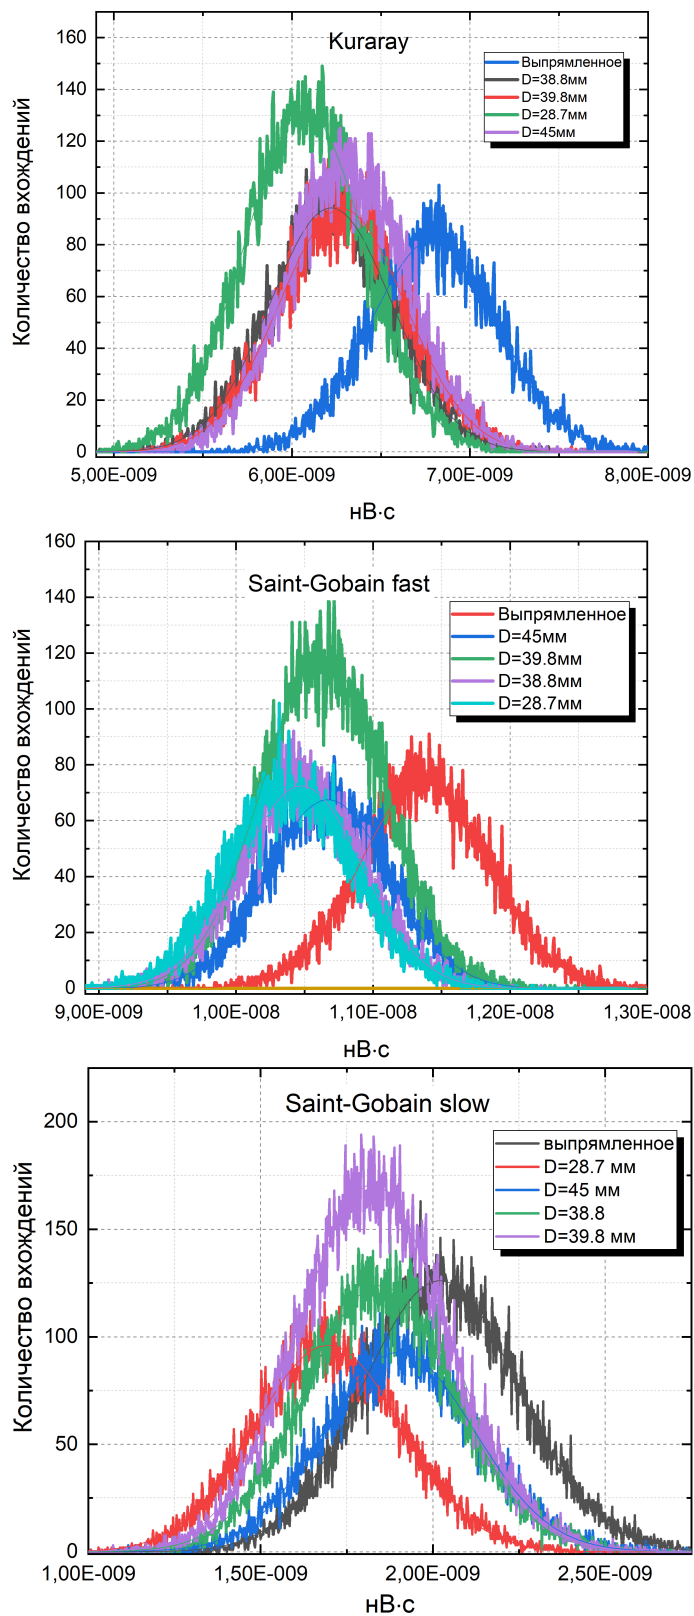 Kuraray
Выпрямленное
D=38.8мм
D=39.8мм
D=28.7мм
D=45мм
Количество вхождений
160
140
120
100
80
60
40
20
0
5,00E-009
6,00E-009
7,00E-009
8,00E-009
нВ·с
Saint-Gobain fast
Выпрямленное
D=45мм
D=39.8мм
D=38.8мм
D=28.7мм
Количество вхождений
160
140
120
100
80
60
40
20
0
9,00E-009
1,00E-008
1,10E-008
1,20E-008
1,30E-008
нВ·с
Saint-Gobain slow
выпрямленное
D=28.7 мм
D=45 мм
D=38.8
D=39.8 мм
Количество вхождений
200
150
100
50
0
1,00E-009
1,50E-009
2,00E-009
2,50E-009
нВ·с